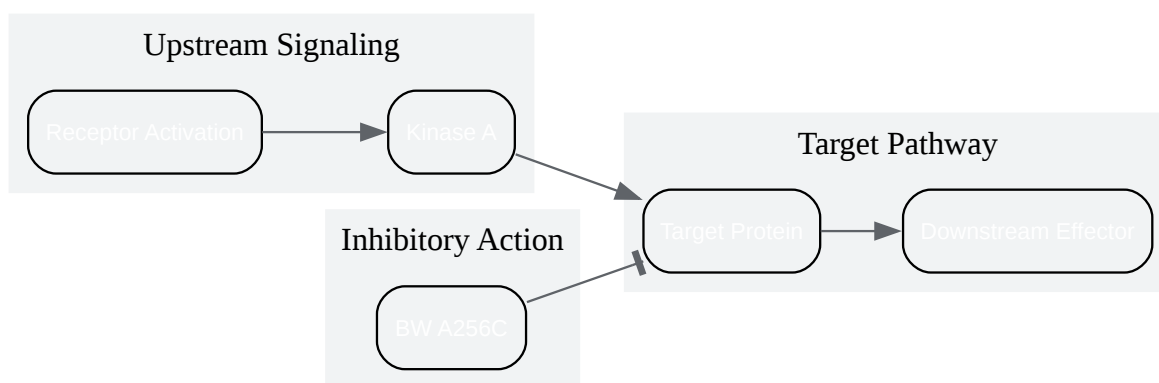 Upstream Signaling
Receptor Activation
Kinase A
Target Pathway
Target Protein
Downstream Effector
Inhibitory Action
BW A256C